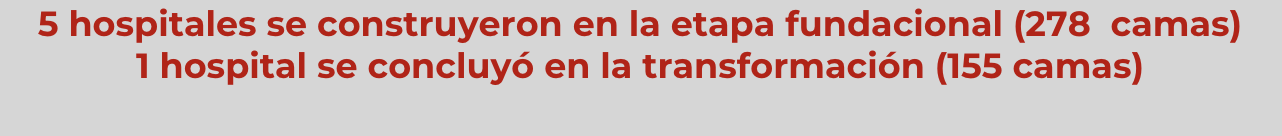 5 hospitales se construyeron en la etapa fundacional (278  camas)
1 hospital se concluyó en la transformación (155 camas)